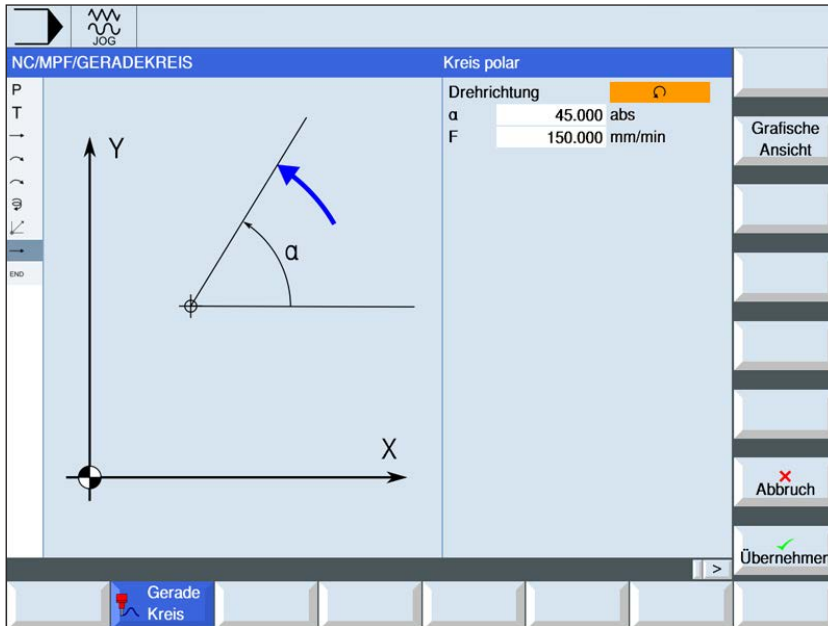 JOG
NC/MPF/GERADEKREIS
Kreis polar
P
T
END
Y
α
X
Drehrichtung
α 45.000 abs
F 150.000 mm/min
Grafische
Ansicht
Abbruch
Übernehmen
>
Gerade
Kreis